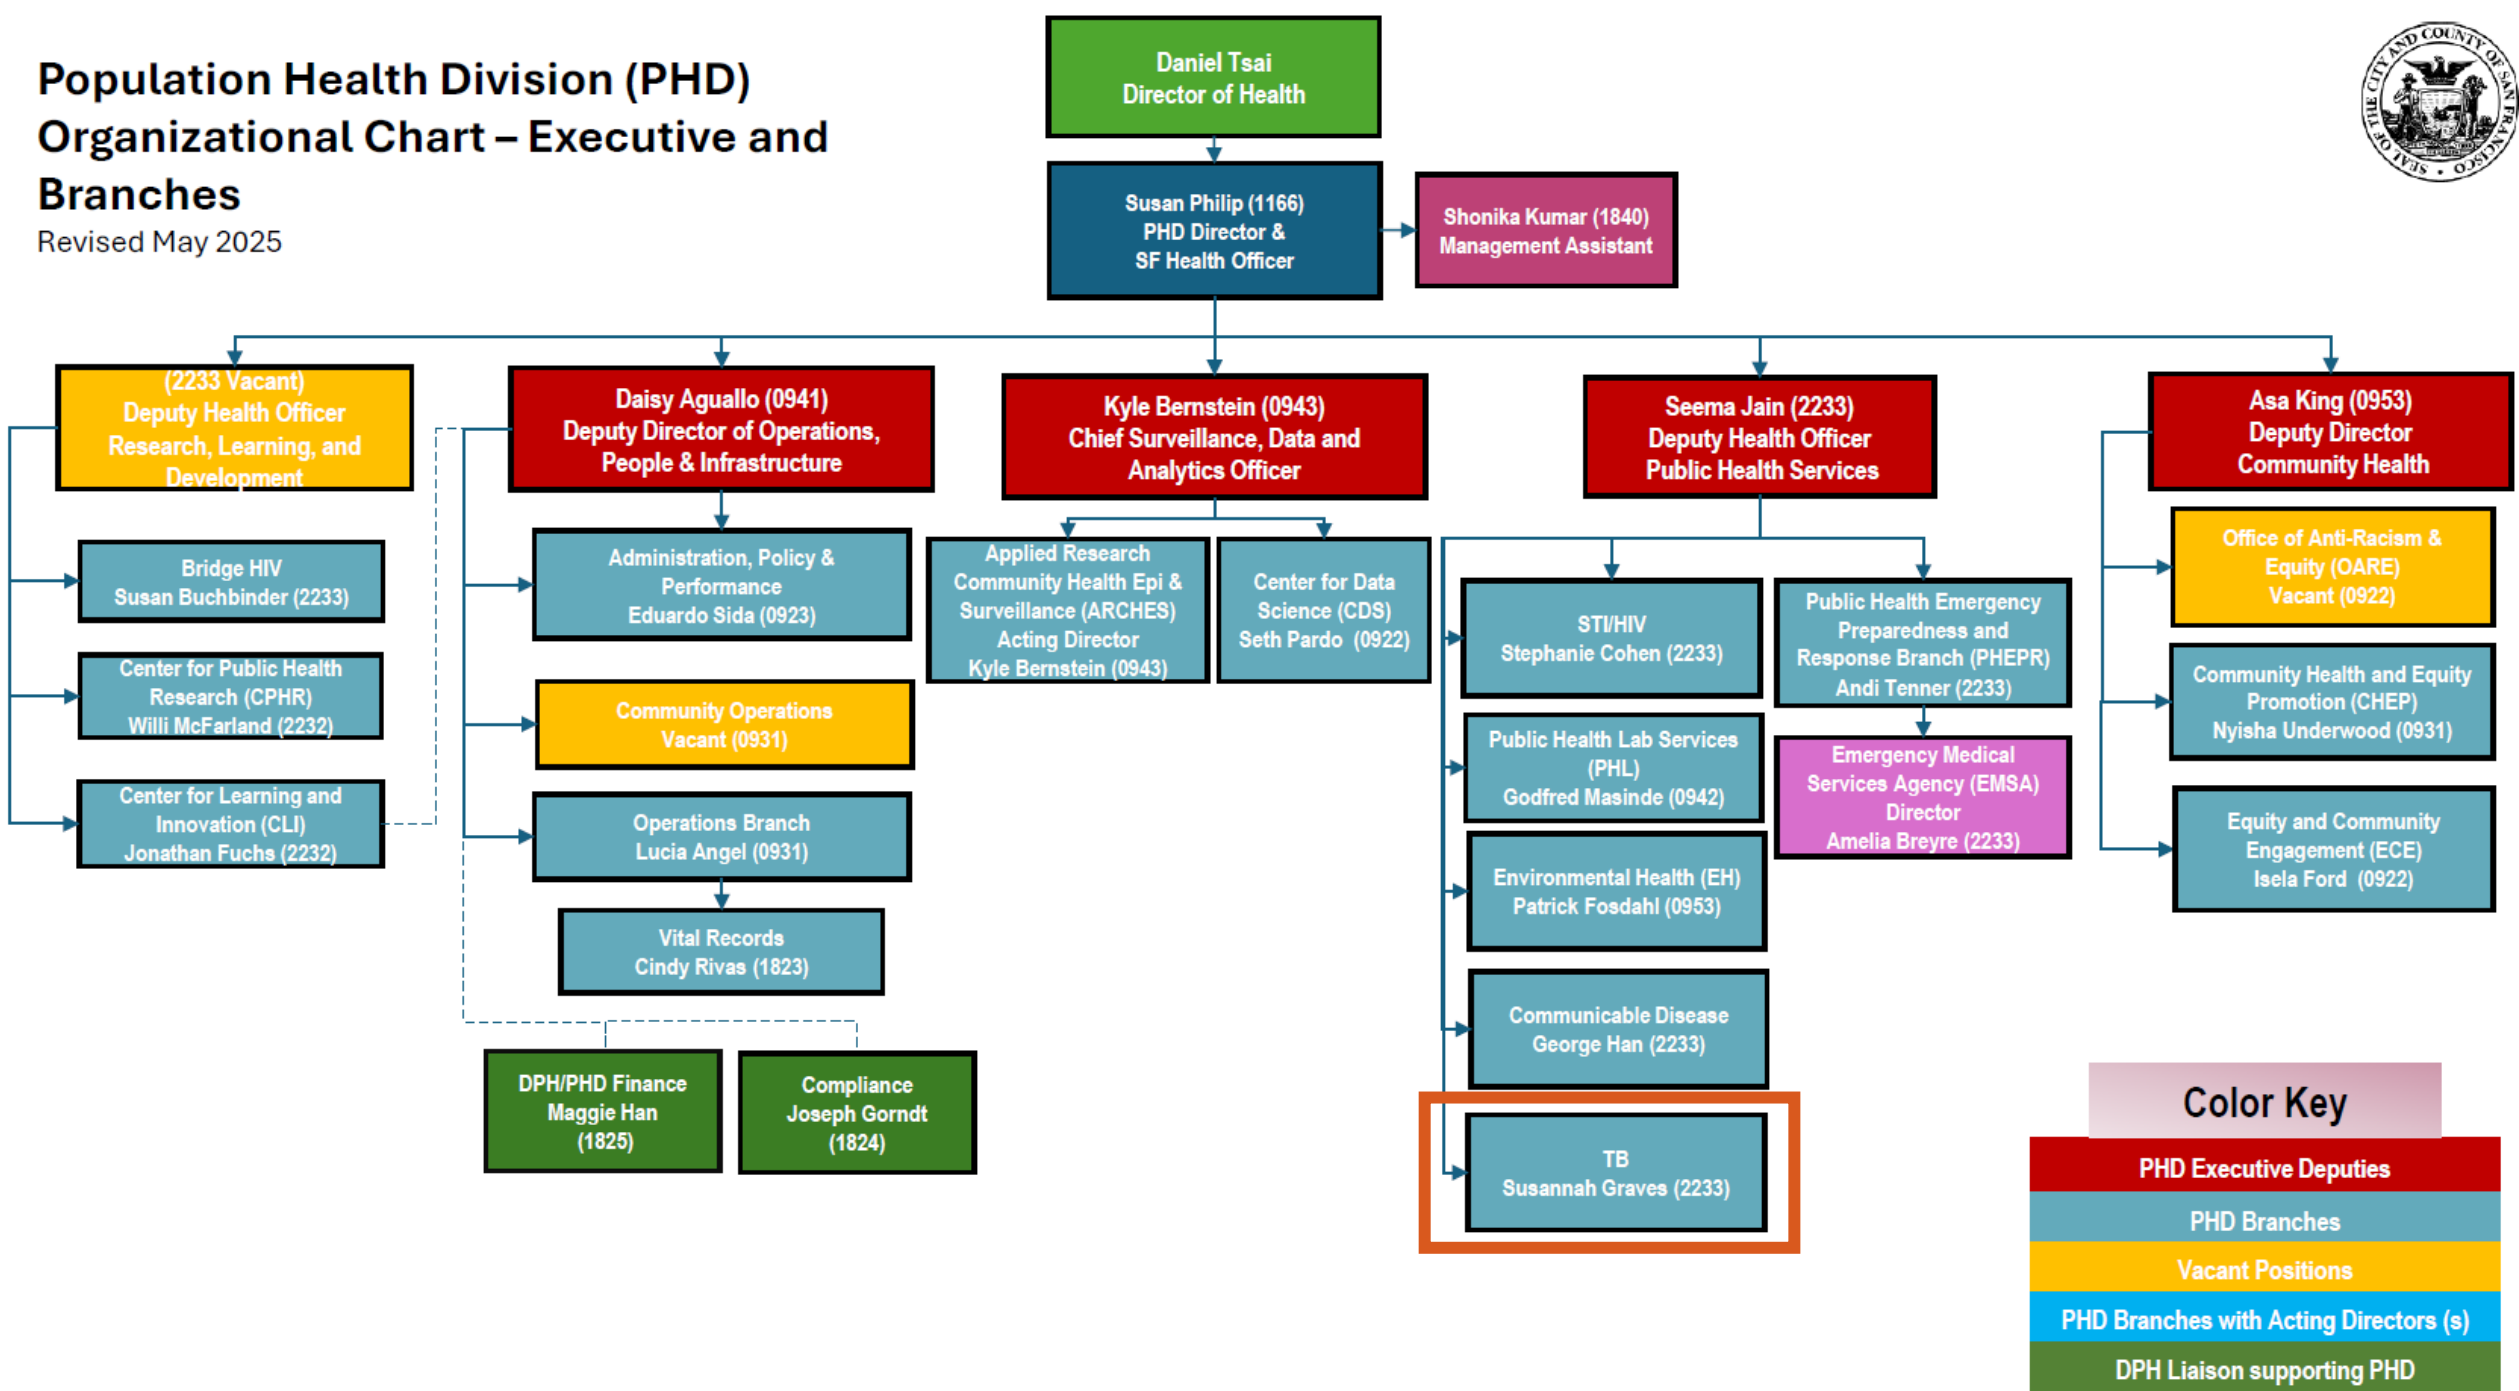 Population Health Division (PHD)
Organizational Chart – Executive and
Branches
Revised May 2025
Daniel Tsai
Director of Health
SEAL OF THE CITY AND COUNTY OF SAN FRANCISCO
Susan Philip (1166)
PHD Director &
SF Health Officer
Shonika Kumar (1840)
Management Assistant
(2233 Vacant)
Deputy Health Officer
Research, Learning, and
Development
Bridge HIV
Susan Buchbinder (2233)
Center for Public Health
Research (CPHR)
Willi McFarland (2232)
Center for Learning and
Innovation (CLI)
Jonathan Fuchs (2232)
Daisy Aguallo (0941)
Deputy Director of Operations,
People & Infrastructure
Administration, Policy &
Performance
Eduardo Sida (0923)
Community Operations
Vacant (0931)
Operations Branch
Lucia Angel (0931)
Vital Records
Cindy Rivas (1823)
DPH/PHD Finance
Maggie Han
(1825)
Compliance
Joseph Gorndt
(1824)
Kyle Bernstein (0943)
Chief Surveillance, Data and
Analytics Officer
Applied Research
Community Health Epi &
Surveillance (ARCHES)
Acting Director
Kyle Bernstein (0943)
Center for Data
Science (CDS)
Seth Pardo (0922)
Seema Jain (2233)
Deputy Health Officer
Public Health Services
STI/HIV
Stephanie Cohen (2233)
Public Health Lab Services
(PHL)
Godfred Masinde (0942)
Environmental Health (EH)
Patrick Fosdahl (0953)
Communicable Disease
George Han (2233)
TB
Susannah Graves (2233)
Public Health Emergency
Preparedness and
Response Branch (PHEPR)
Andi Tenner (2233)
Emergency Medical
Services Agency (EMSA)
Director
Amelia Breyre (2233)
Asa King (0953)
Deputy Director
Community Health
Office of Anti-Racism &
Equity (OARE)
Vacant (0922)
Community Health and Equity
Promotion (CHEP)
Nyisha Underwood (0931)
Equity and Community
Engagement (ECE)
Isela Ford (0922)
Color Key
PHD Executive Deputies
PHD Branches
Vacant Positions
PHD Branches with Acting Directors (s)
DPH Liaison supporting PHD